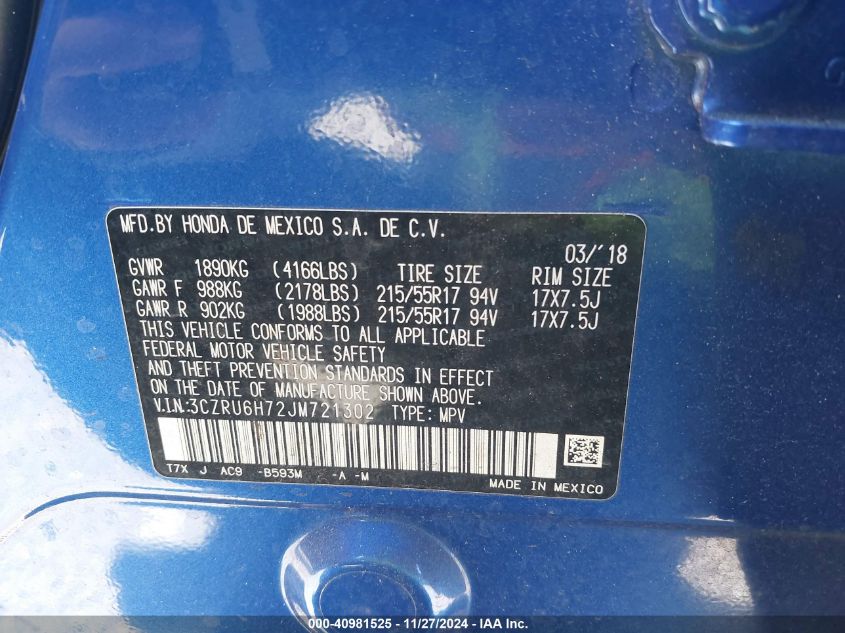 MFD.BY HONDA DE MEXICO S.A. DE C.V.
03/'18
GVWR 1890KG (4166LBS) TIRE SIZE RIM SIZE
GAWR F 988KG (2178LBS) 215/55R17 94V 17X7.5J
GAWR R 902KG (1988LBS) 215/55R17 94V 17X7.5J
THIS VEHICLE CONFORMS TO ALL APPLICABLE
FEDERAL MOTOR VEHICLE SAFETY
AND THEFT PREVENTION STANDARDS IN EFFECT
ON THE DATE OF MANUFACTURE SHOWN ABOVE.
V.I.N:3CZRU6H72JM721302 TYPE: MPV
T7X J AC9 -B593M -A -M
MADE IN MEXICO
000-40981525 - 11/27/2024 - IAA Inc.